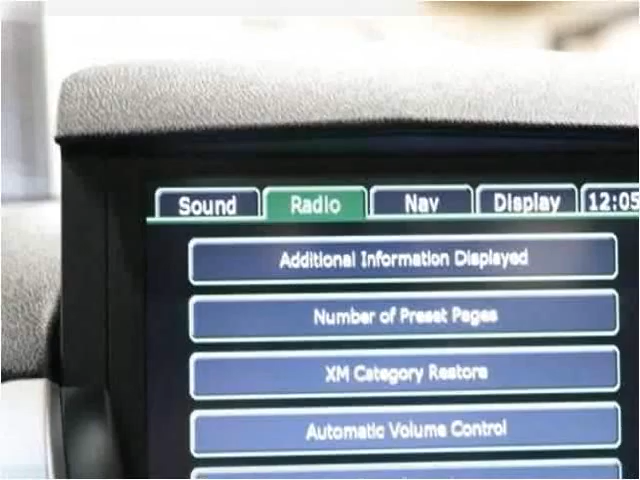 Sound Radio Nav Display 12:05
Additional Information Displayed
Number of Preset Pages
XM Category Restore
Automatic Volume Control